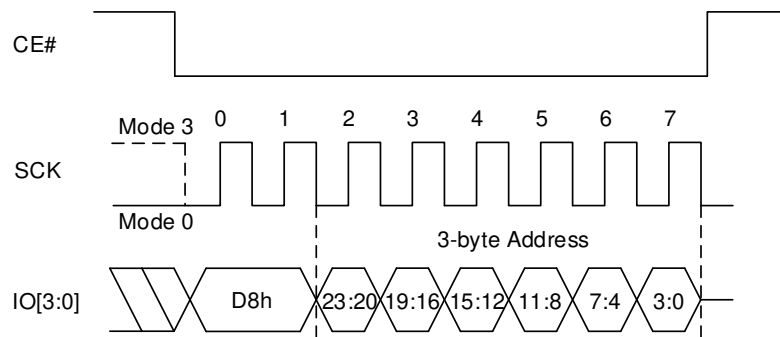 CE#
Mode 3 0 1 2 3 4 5 6 7
SCK
Mode 0
3-byte Address
IO[3:0] D8h 23:20 19:16 15:12 11:8 7:4 3:0